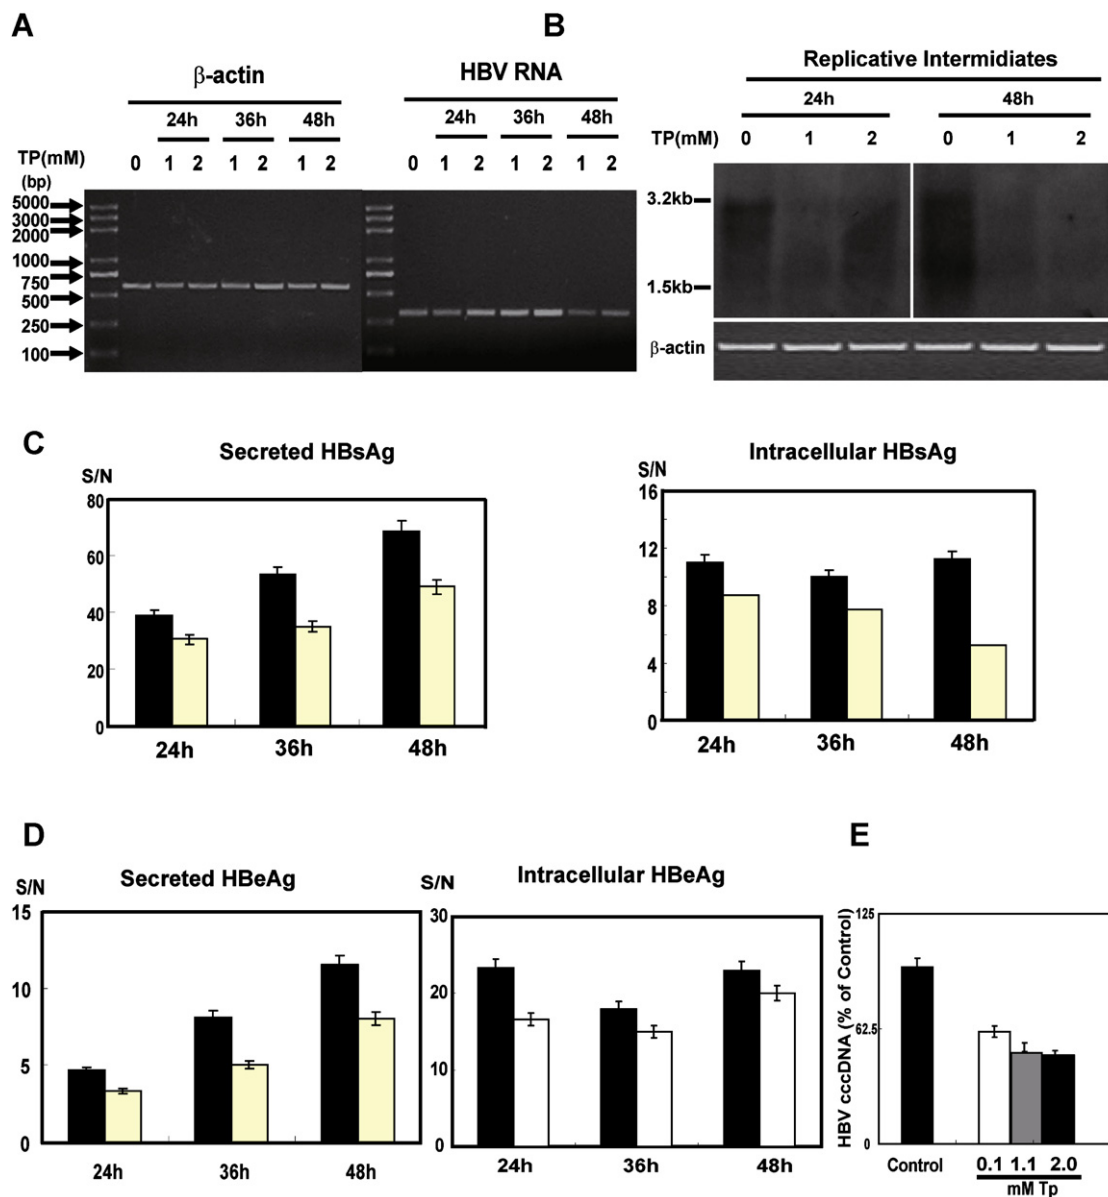 A
β-actin
HBV RNA
24h 36h 48h
24h 36h 48h
TP(mM) 0 1 2 1 2 1 2
0 1 2 1 2 1 2
(bp)
5000
3000
2000
1000
750
500
250
100
B
Replicative Intermidiates
24h 48h
TP(mM) 0 1 2 0 1 2
3.2kb
1.5kb
β-actin
C
Secreted HBsAg
S/N
80
60
40
20
0
24h 36h 48h
Intracellular HBsAg
S/N
16
12
8
4
0
24h 36h 48h
D
Secreted HBeAg
S/N
15
10
5
0
24h 36h 48h
Intracellular HBeAg
S/N
30
20
10
0
24h 36h 48h
E
HBV cccDNA (% of Control)
125
62.5
0
Control 0.1 1.1 2.0
mM Tp